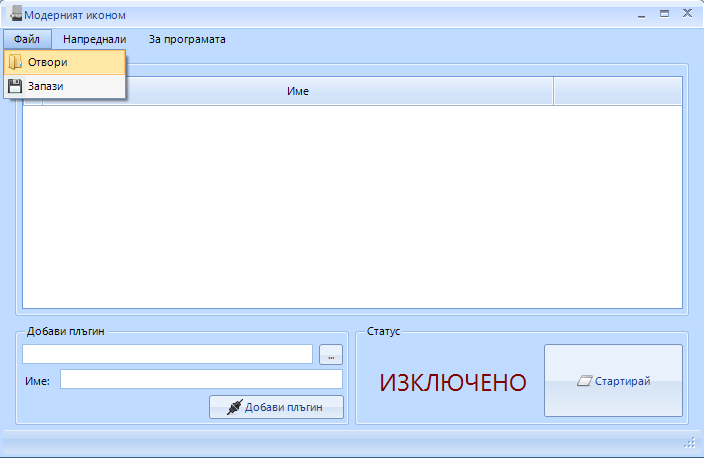 Модерният иконом
Файл Напреднали За програмата
Отвори
Запази
Име
Добави плъгин
...
Име:
Добави плъгин
Статус
ИЗКЛЮЧЕНО
Стартирай